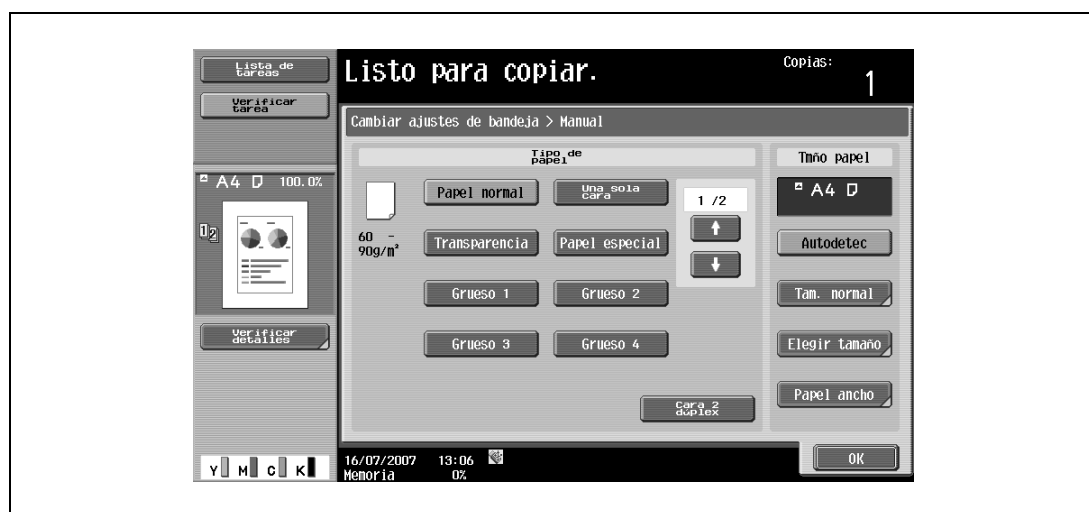 Lista de
tareas
Listo para copiar.
Copias:
1
Verificar
tarea
Cambiar ajustes de bandeja > Manual
Tipo de
papel
Tmño papel
A4 100.0%
Papel normal
Una sola
cara
1 /2
A4
12
60 -
90g/m²
Transparencia
Papel especial
Autodetec
Grueso 1
Grueso 2
Tam. normal
Verificar
detalles
Grueso 3
Grueso 4
Elegir tamaño
Cara 2
dúplex
Papel ancho
Y M C K
16/07/2007 13:06
Memoria 0%
OK